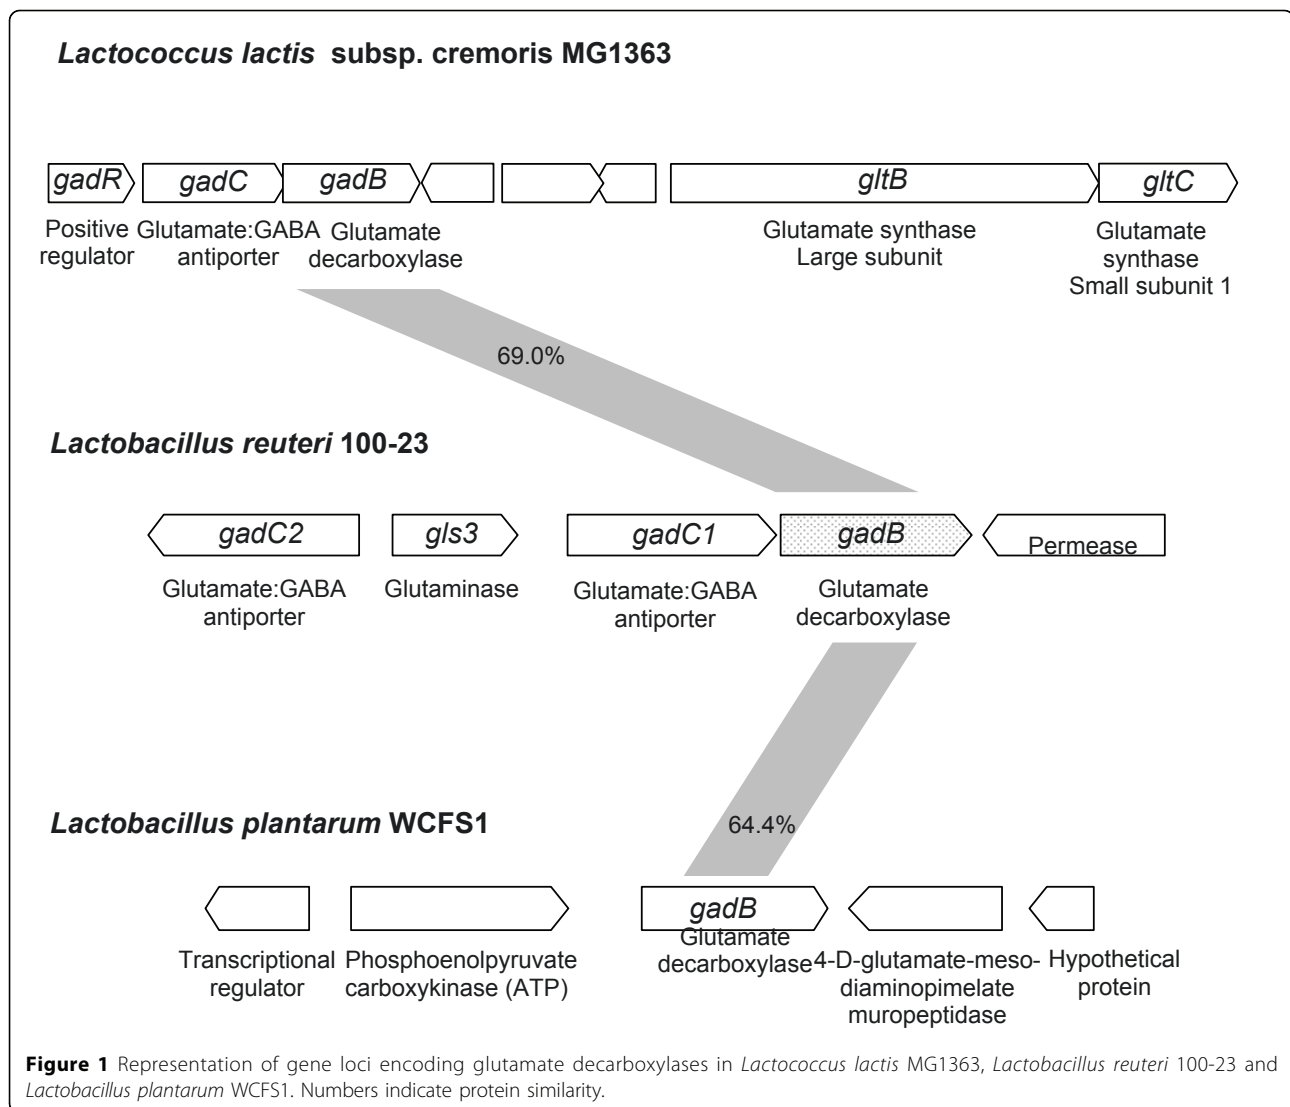 Lactococcus lactis subsp. cremoris MG1363
gadR gadC gadB gltB gltC
Positive regulator
Glutamate:GABA antiporter
Glutamate decarboxylase
Glutamate synthase
Large subunit
Glutamate synthase
Small subunit 1
69.0%
Lactobacillus reuteri 100-23
gadC2 gls3 gadC1 gadB Permease
Glutamate:GABA antiporter
Glutaminase
Glutamate:GABA antiporter
Glutamate decarboxylase
64.4%
Lactobacillus plantarum WCFS1
gadB
Transcriptional regulator
Phosphoenolpyruvate carboxykinase (ATP)
Glutamate decarboxylase
4-D-glutamate-meso-
diaminopimelate
muropeptidase
Hypothetical protein
Figure 1 Representation of gene loci encoding glutamate decarboxylases in Lactococcus lactis MG1363, Lactobacillus reuteri 100-23 and
Lactobacillus plantarum WCFS1. Numbers indicate protein similarity.